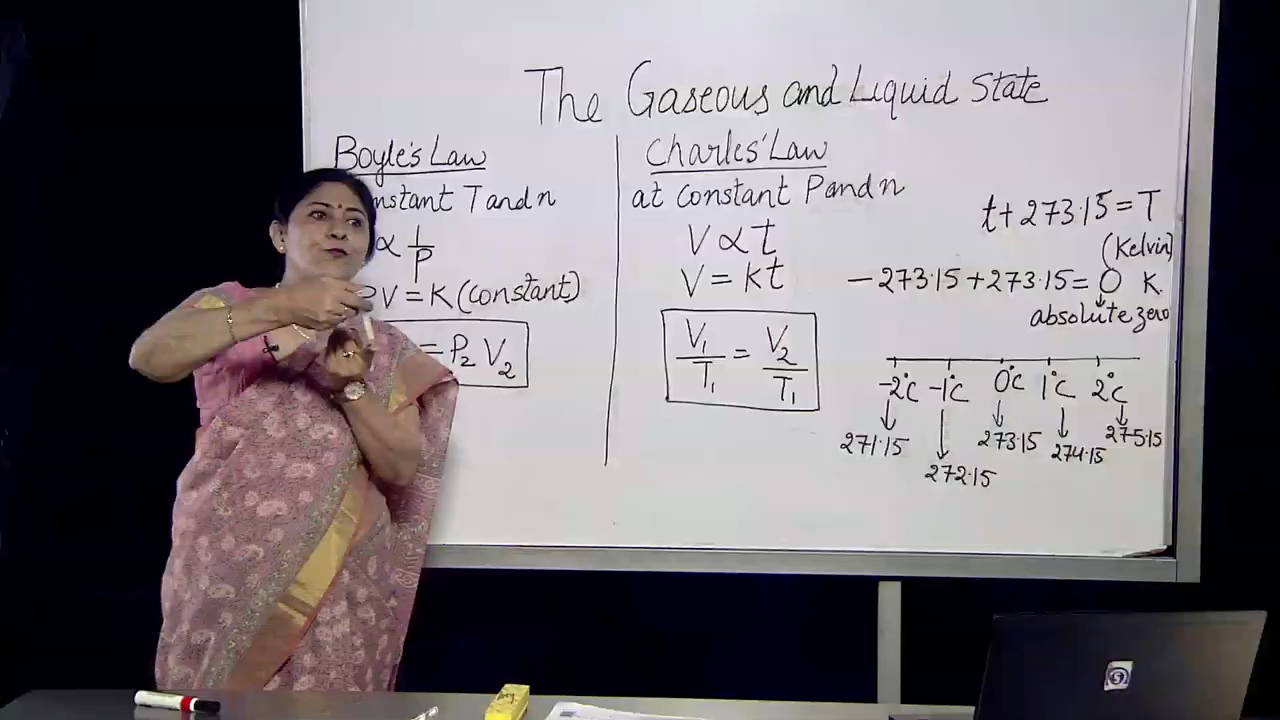 The Gaseous and Liquid State
Boyle's Law
nstant T and n
∝ 1/P
PV = K (constant)
= P₂ V₂
Charles' Law
at constant P and n
V ∝ t
V = kt
V₁/T₁ = V₂/T₁
t + 273.15 = T
(Kelvin)
-273.15 + 273.15 = 0 K
absolute zero
-2°C -1°C 0°C 1°C 2°C
271.15 272.15 273.15 274.15 275.15